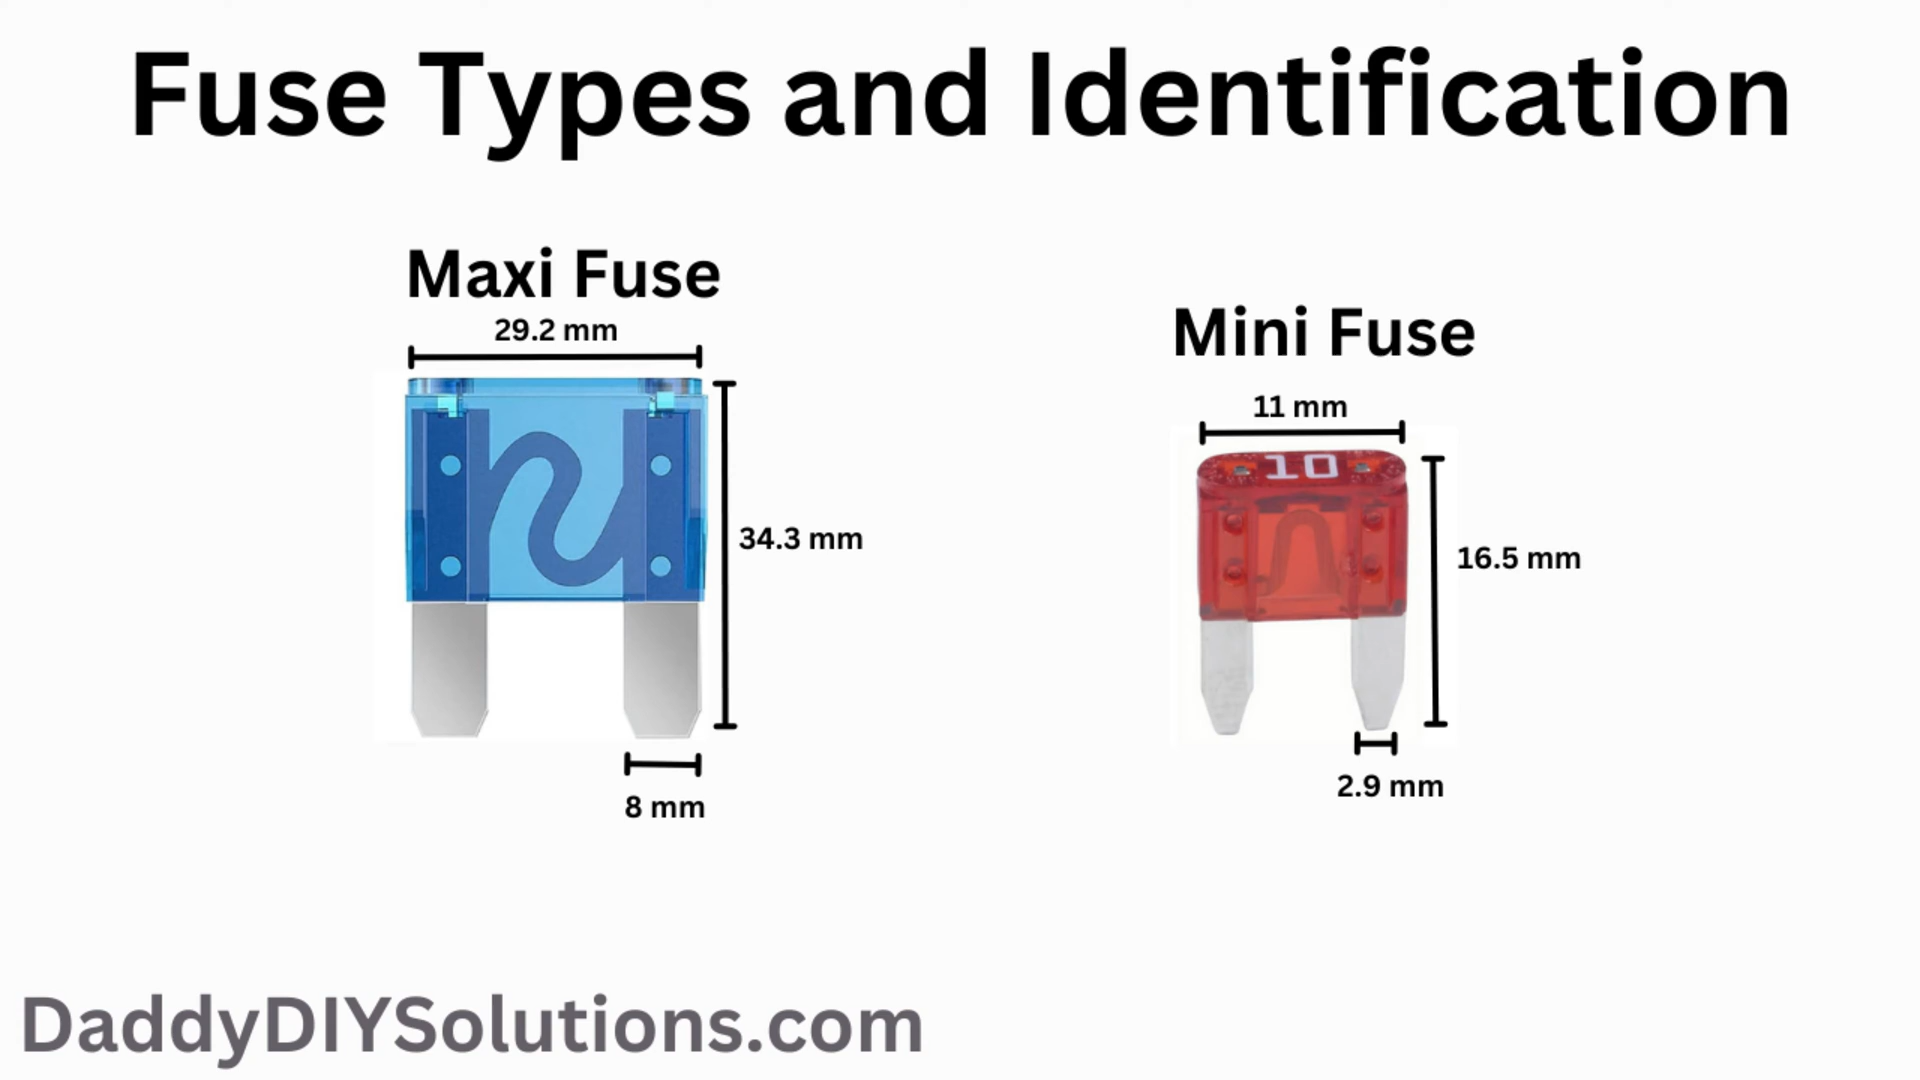 Fuse Types and Identification
Maxi Fuse
29.2 mm
34.3 mm
8 mm
Mini Fuse
11 mm
10
16.5 mm
2.9 mm
DaddyDIYSolutions.com